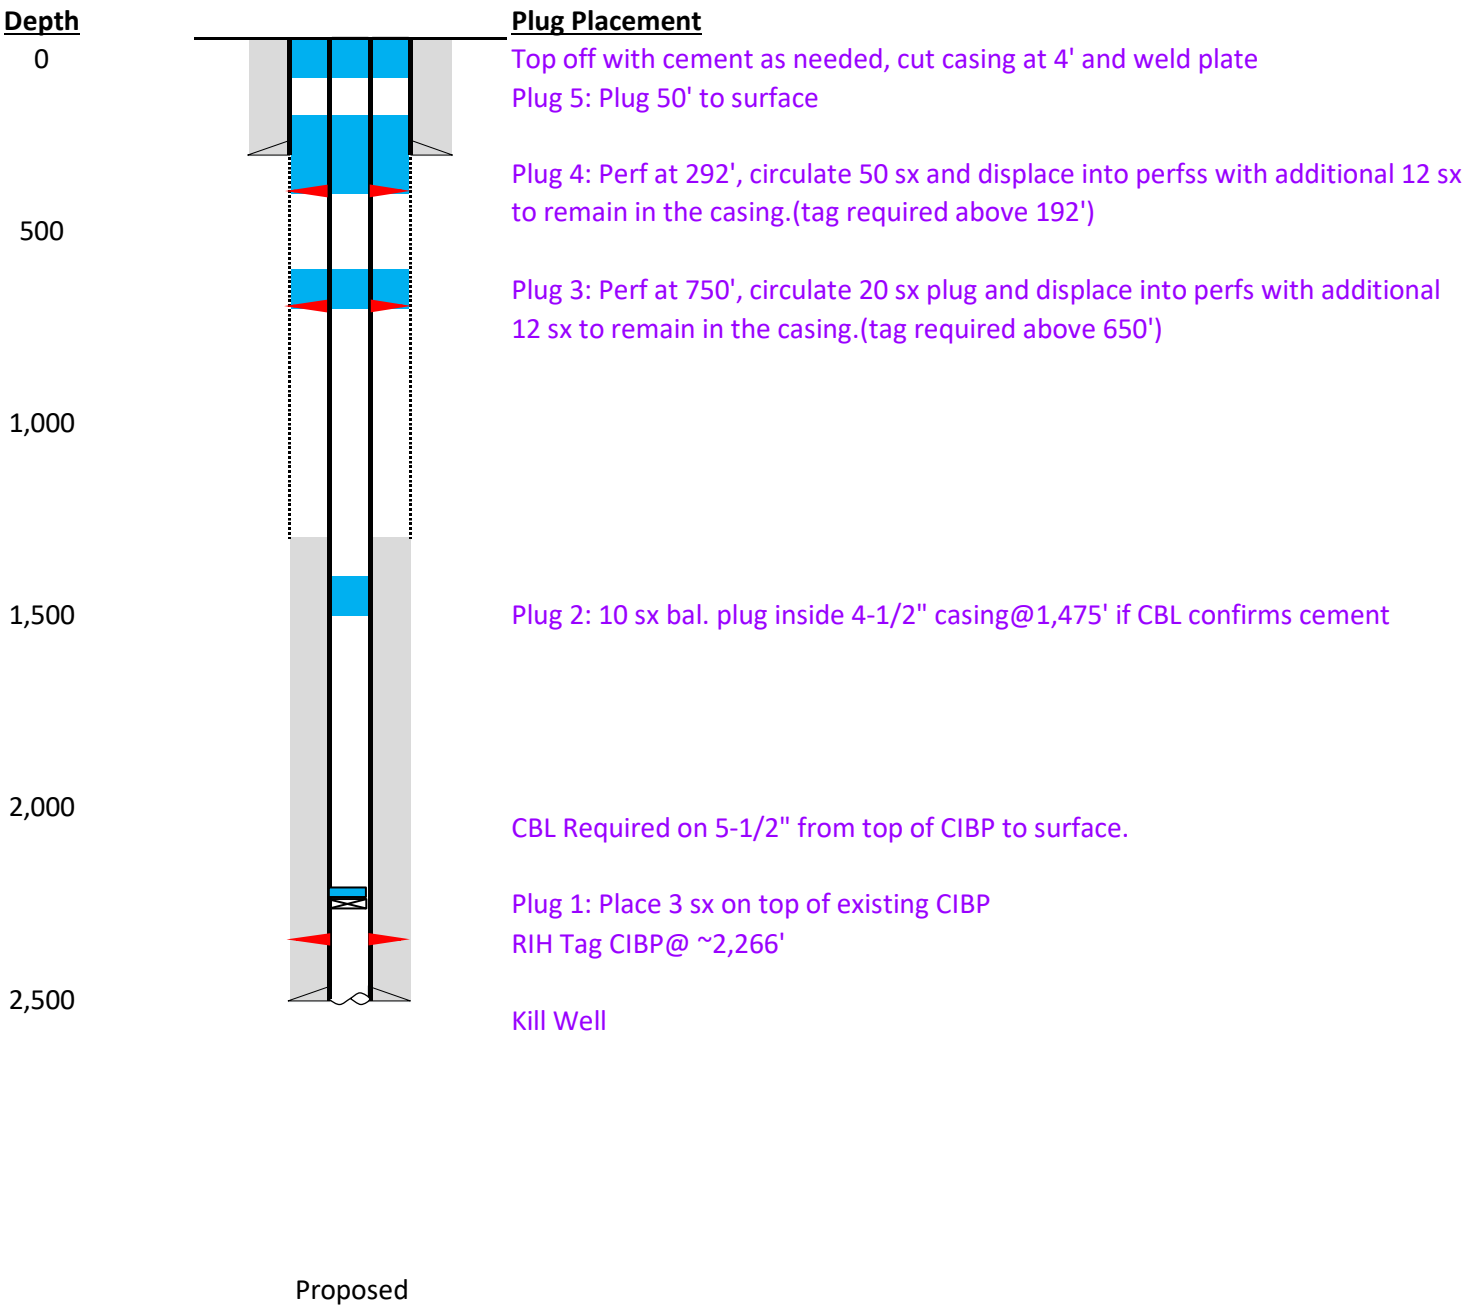 Depth
Plug Placement
0
Top off with cement as needed, cut casing at 4' and weld plate
Plug 5: Plug 50' to surface
Plug 4: Perf at 292', circulate 50 sx and displace into perfss with additional 12 sx
to remain in the casing.(tag required above 192')
500
Plug 3: Perf at 750', circulate 20 sx plug and displace into perfs with additional
12 sx to remain in the casing.(tag required above 650')
1,000
1,500
Plug 2: 10 sx bal. plug inside 4-1/2" casing@1,475' if CBL confirms cement
2,000
CBL Required on 5-1/2" from top of CIBP to surface.
Plug 1: Place 3 sx on top of existing CIBP
RIH Tag CIBP@ ~2,266'
2,500
Kill Well
Proposed